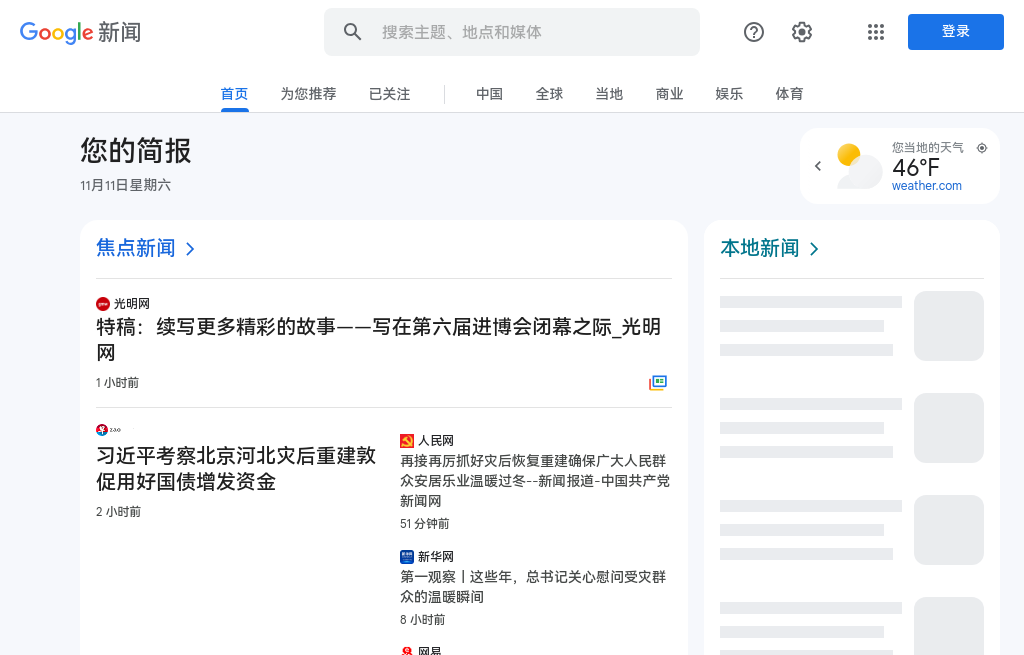 Google 新闻
搜索主题、地点和媒体
登录
首页
为您推荐
已关注
中国
全球
当地
商业
娱乐
体育
您的简报
11月11日星期六
您当地的天气
46°F
weather.com
焦点新闻
光明网
特稿：续写更多精彩的故事——写在第六届进博会闭幕之际_光明
网
1 小时前
习近平考察北京河北灾后重建敦
促用好国债增发资金
2 小时前
人民网
再接再厉抓好灾后恢复重建确保广大人民群
众安居乐业温暖过冬--新闻报道-中国共产党
新闻网
51 分钟前
新华网
第一观察丨这些年，总书记关心慰问受灾群
众的温暖瞬间
8 小时前
网易
本地新闻